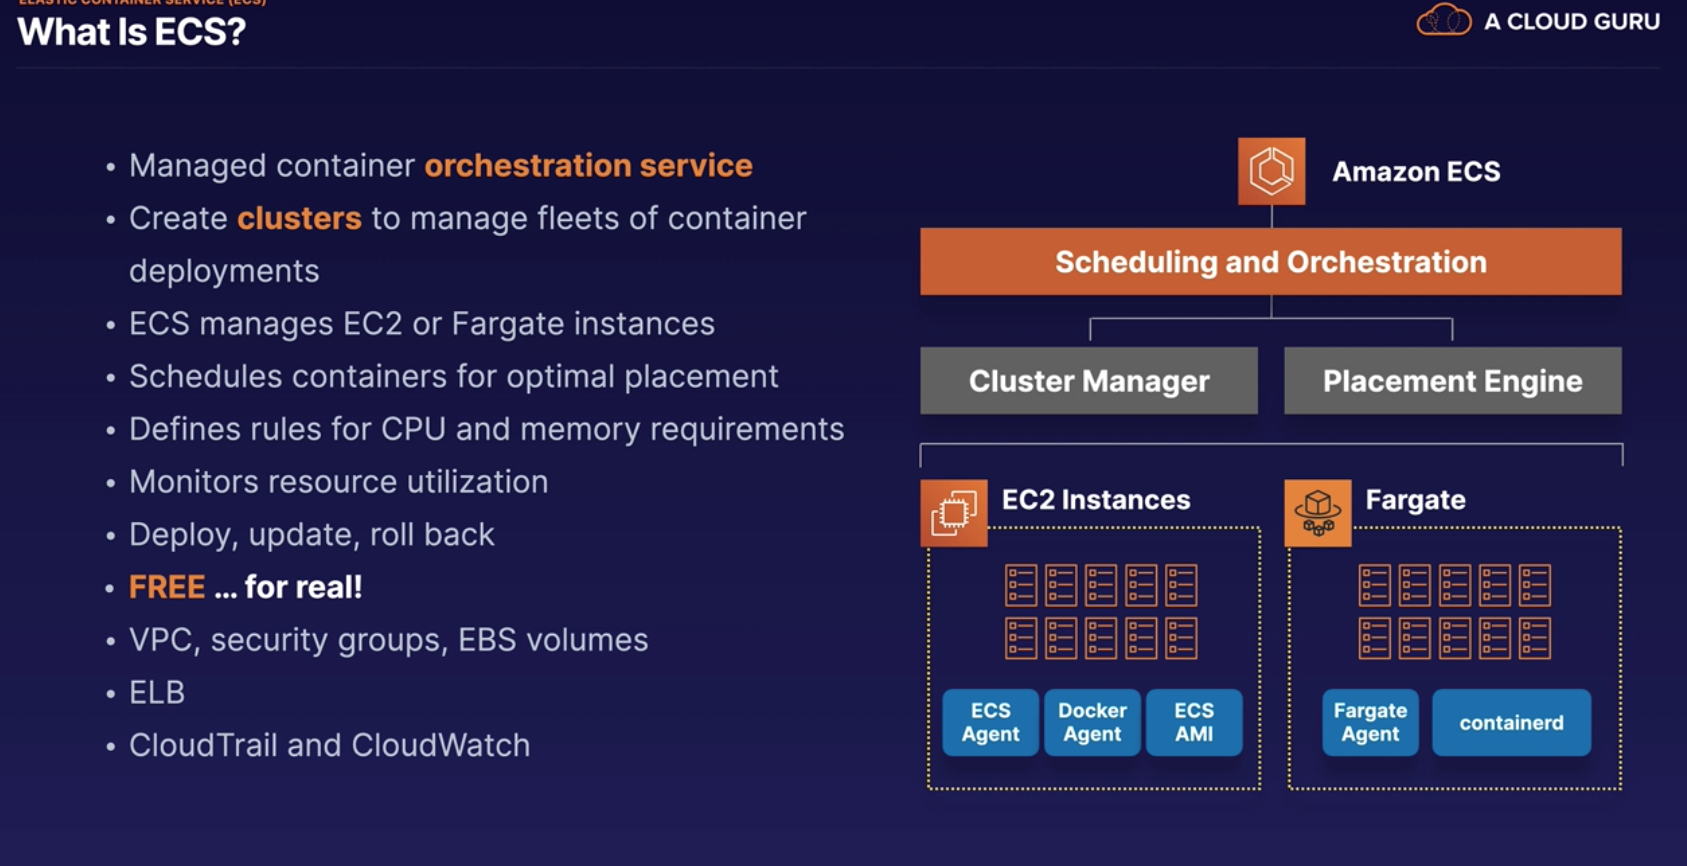 ELASTIC CONTAINER SERVICE (ECS)
What Is ECS?
A CLOUD GURU
• Managed container orchestration service
• Create clusters to manage fleets of container
deployments
• ECS manages EC2 or Fargate instances
• Schedules containers for optimal placement
• Defines rules for CPU and memory requirements
• Monitors resource utilization
• Deploy, update, roll back
• FREE ... for real!
• VPC, security groups, EBS volumes
• ELB
• CloudTrail and CloudWatch
Amazon ECS
Scheduling and Orchestration
Cluster Manager
Placement Engine
EC2 Instances
ECS
Agent
Docker
Agent
ECS
AMI
Fargate
Fargate
Agent
containerd